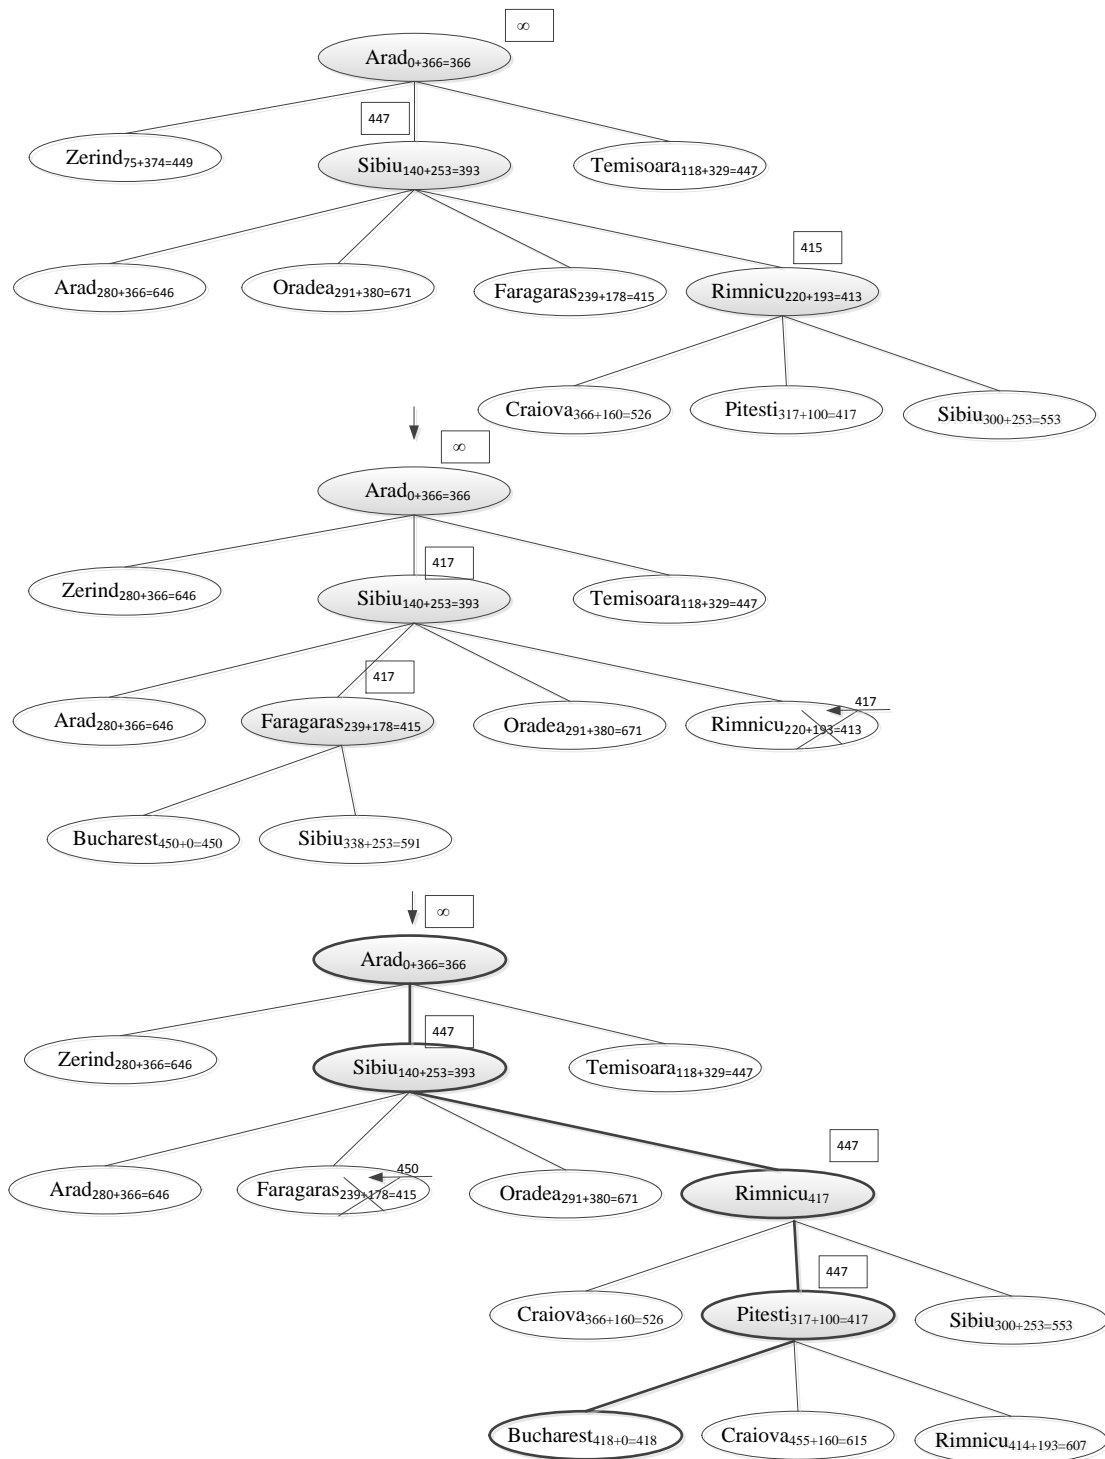 ∞
Arad0+366=366
447
Zerind75+374=449
Sibiu140+253=393
Temisoara118+329=447
415
Arad280+366=646
Oradea291+380=671
Faragaras239+178=415
Rimnicu220+193=413
Craiova366+160=526
Pitesti317+100=417
Sibiu300+253=553
∞
Arad0+366=366
417
Zerind280+366=646
Sibiu140+253=393
Temisoara118+329=447
417
417
Arad280+366=646
Faragaras239+178=415
Oradea291+380=671
Rimnicu220+193=413
Bucharest450+0=450
Sibiu338+253=591
∞
Arad0+366=366
447
Zerind280+366=646
Sibiu140+253=393
Temisoara118+329=447
447
450
Arad280+366=646
Faragaras239+178=415
Oradea291+380=671
Rimnicu417
447
Craiova366+160=526
Pitesti317+100=417
Sibiu300+253=553
Bucharest418+0=418
Craiova455+160=615
Rimnicu414+193=607